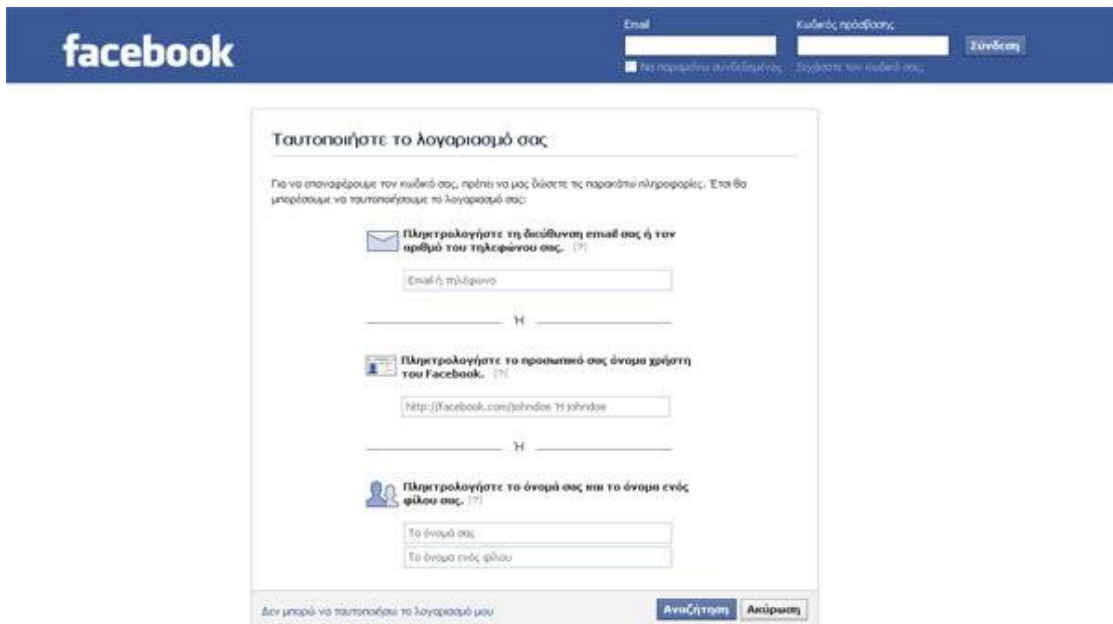 facebook
Email
Κωδικός πρόσβασης
Σύνδεση
Να παραμείνω συνδεδεμένος
Ξεχάσατε τον κωδικό σας;
Ταυτοποιήστε το λογαριασμό σας
Για να επαναφέρουμε τον κωδικό σας, πρέπει να μας δώσετε τις παρακάτω πληροφορίες. Έτσι θα
μπορέσουμε να ταυτοποιήσουμε το λογαριασμό σας:
Πληκτρολογήστε τη διεύθυνση email σας ή τον
αριθμό του τηλεφώνου σας. [?]
Email ή τηλέφωνο
Ή
Πληκτρολογήστε το προσωπικό σας όνομα χρήστη
του Facebook. [?]
http://facebook.com/johndoe Ή johndoe
Ή
Πληκτρολογήστε το όνομά σας και το όνομα ενός
φίλου σας. [?]
Το όνομά σας
Το όνομα ενός φίλου
Δεν μπορώ να ταυτοποιήσω το λογαριασμό μου
Αναζήτηση
Ακύρωση